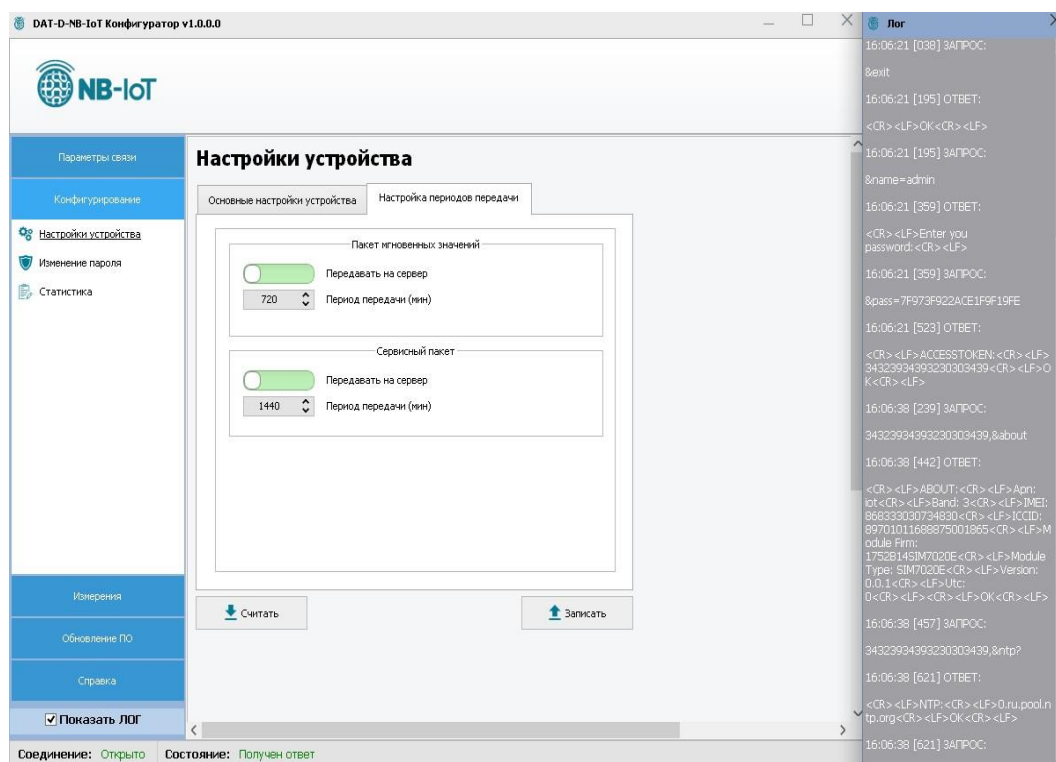 DAT-D-NB-IoT Конфигуратор v1.0.0.0
NB-IoT
Параметры связи
Конфигурирование
Настройки устройства
Изменение пароля
Статистика
Измерения
Обновление ПО
Справка
Показать ЛОГ
Настройки устройства
Основные настройки устройства
Настройка периодов передачи
Пакет мгновенных значений
Передавать на сервер
720 Период передачи (мин)
Сервисный пакет
Передавать на сервер
1440 Период передачи (мин)
Считать
Записать
Соединение: Открыто Состояние: Получен ответ
Лог
16:06:21 [038] ЗАПРОС:
&exit
16:06:21 [195] ОТВЕТ:
<CR><LF>OK<CR><LF>
16:06:21 [195] ЗАПРОС:
&name=admin
16:06:21 [359] ОТВЕТ:
<CR><LF>Enter you
password:<CR><LF>
16:06:21 [359] ЗАПРОС:
&pass=7F973F922ACE1F9F19FE
16:06:21 [523] ОТВЕТ:
<CR><LF>ACCESSTOKEN:<CR><LF>
34323934393230303439<CR><LF>O
K<CR><LF>
16:06:38 [239] ЗАПРОС:
34323934393230303439,&about
16:06:38 [442] ОТВЕТ:
<CR><LF>ABOUT:<CR><LF>Apn:
iot<CR><LF>Band: 3<CR><LF>IMEI:
868333030734830<CR><LF>ICCID:
89701011688875001865<CR><LF>M
odule Firm:
1752B14SIM7020E<CR><LF>Module
Type: SIM7020E<CR><LF>Version:
0.0.1<CR><LF>Utc:
0<CR><LF><CR><LF>OK<CR><LF>
16:06:38 [457] ЗАПРОС:
34323934393230303439,&ntp?
16:06:38 [621] ОТВЕТ:
<CR><LF>NTP:<CR><LF>0.ru.pool.n
tp.org<CR><LF>OK<CR><LF>
16:06:38 [621] ЗАПРОС: